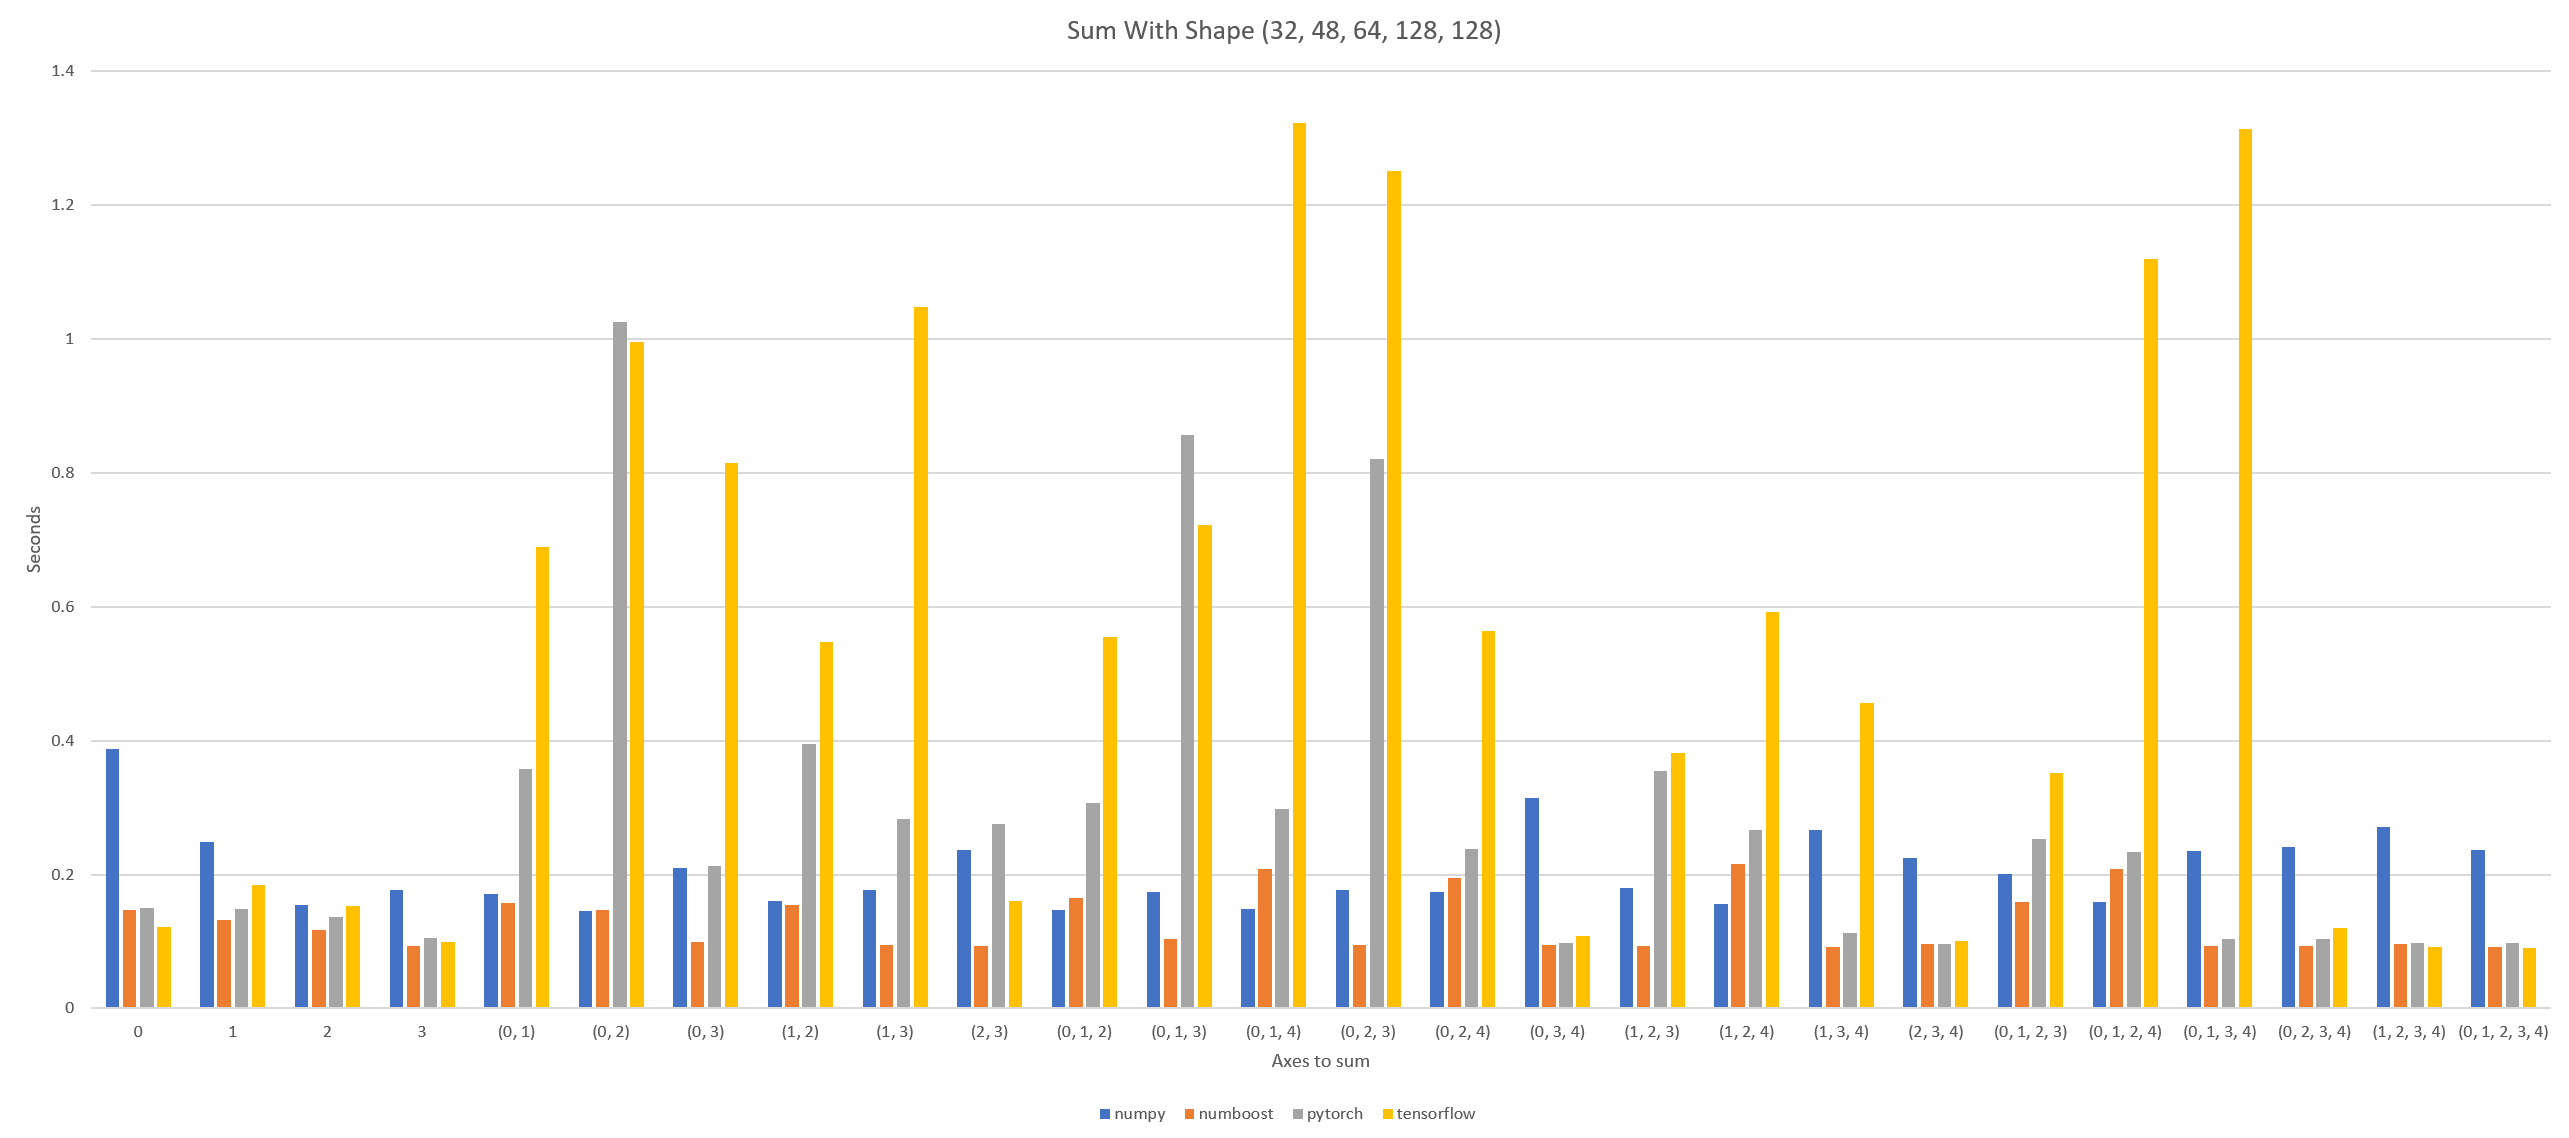 Sum With Shape (32, 48, 64, 128, 128)
1.4
1.2
1
0.8
0.6
0.4
0.2
0
Seconds
0 1 2 3 (0, 1) (0, 2) (0, 3) (1, 2) (1, 3) (2, 3) (0, 1, 2) (0, 1, 3) (0, 1, 4) (0, 2, 3) (0, 2, 4) (0, 3, 4) (1, 2, 3) (1, 2, 4) (1, 3, 4) (2, 3, 4) (0, 1, 2, 3) (0, 1, 2, 4) (0, 1, 3, 4) (0, 2, 3, 4) (1, 2, 3, 4) (0, 1, 2, 3, 4)
Axes to sum
numpy numboost pytorch tensorflow